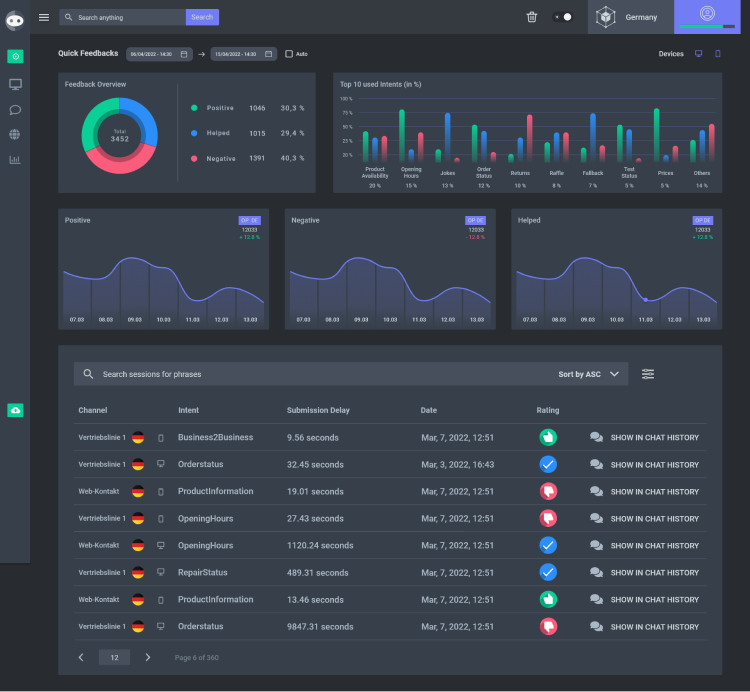 Search anything
Search
Germany
Quick Feedbacks
06/04/2022 - 14:30
10/04/2022 - 14:30
Auto
Devices
Feedback Overview
Total
3452
Positive 1046 30,3 %
Helped 1015 29,4 %
Negative 1391 40,3 %
Top 10 used Intents (in %)
100 %
75 %
25 %
20 %
Product Availability
20 %
Opening Hours
15 %
Jokes
13 %
Order Status
12 %
Returns
10 %
Raffle
8 %
Fallback
7 %
Test Status
5 %
Prices
5 %
Others
14 %
Positive
OP DE
12033
+ 12.8 %
07.03 08.03 09.03 10.03 11.03 12.03 13.03
Negative
OP DE
12033
- 12.8 %
07.03 08.03 09.03 10.03 11.03 12.03 13.03
Helped
OP DE
12033
+ 12.8 %
07.03 08.03 09.03 10.03 11.03 12.03 13.03
Search sessions for phrases
Sort by ASC
Channel Intent Submission Delay Date Rating
Vertriebslinie 1 Business2Business 9.56 seconds Mar, 7, 2022, 12:51 SHOW IN CHAT HISTORY
Vertriebslinie 1 Orderstatus 32.45 seconds Mar, 3, 2022, 16:43 SHOW IN CHAT HISTORY
Web-Kontakt ProductInformation 19.01 seconds Mar, 7, 2022, 12:51 SHOW IN CHAT HISTORY
Vertriebslinie 1 OpeningHours 27.43 seconds Mar, 7, 2022, 12:51 SHOW IN CHAT HISTORY
Web-Kontakt OpeningHours 1120.24 seconds Mar, 7, 2022, 12:51 SHOW IN CHAT HISTORY
Vertriebslinie 1 RepairStatus 489.31 seconds Mar, 7, 2022, 12:51 SHOW IN CHAT HISTORY
Web-Kontakt ProductInformation 13.46 seconds Mar, 7, 2022, 12:51 SHOW IN CHAT HISTORY
Vertriebslinie 1 Orderstatus 9847.31 seconds Mar, 7, 2022, 12:51 SHOW IN CHAT HISTORY
12
Page 6 of 360